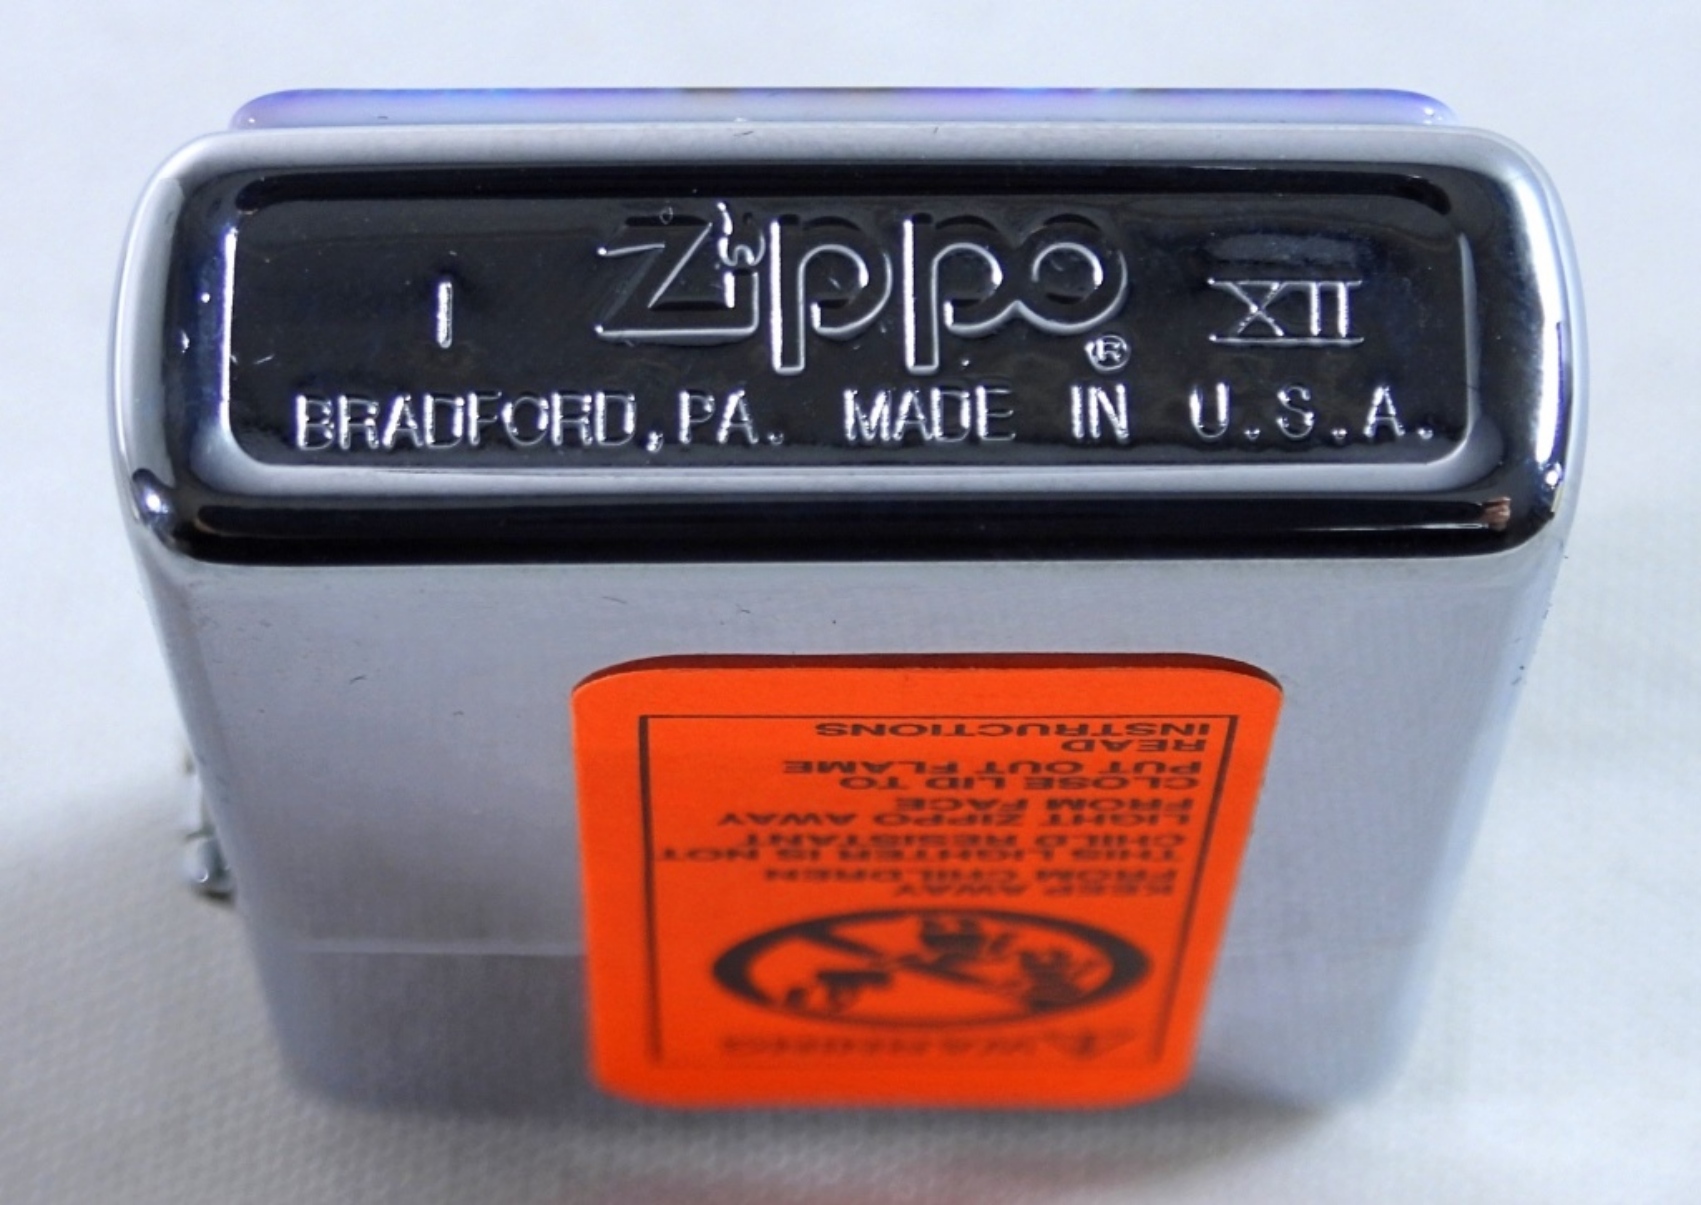 I Zippo® XII
BRADFORD, PA. MADE IN U.S.A.
WARNING
KEEP AWAY
FROM CHILDREN
THIS LIGHTER IS NOT
CHILD RESISTANT
LIGHT ZIPPO AWAY
FROM FACE
CLOSE LID TO
PUT OUT FLAME
READ
INSTRUCTIONS